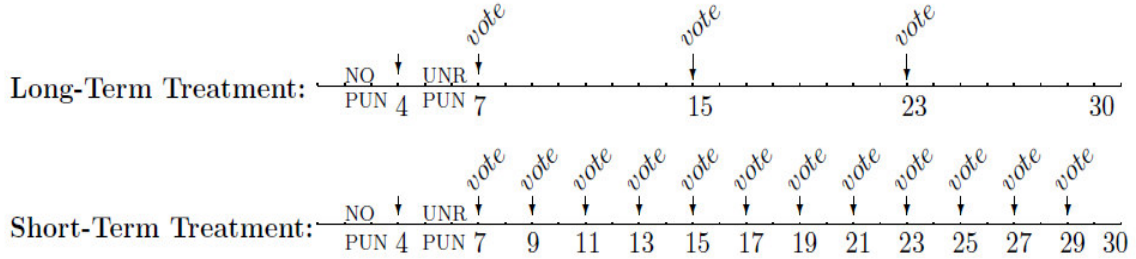 vote vote vote
NO UNR
Long-Term Treatment:
PUN 4 PUN 7 15 23 30
vote vote vote vote vote vote vote vote vote vote vote vote
NO UNR
Short-Term Treatment:
PUN 4 PUN 7 9 11 13 15 17 19 21 23 25 27 29 30